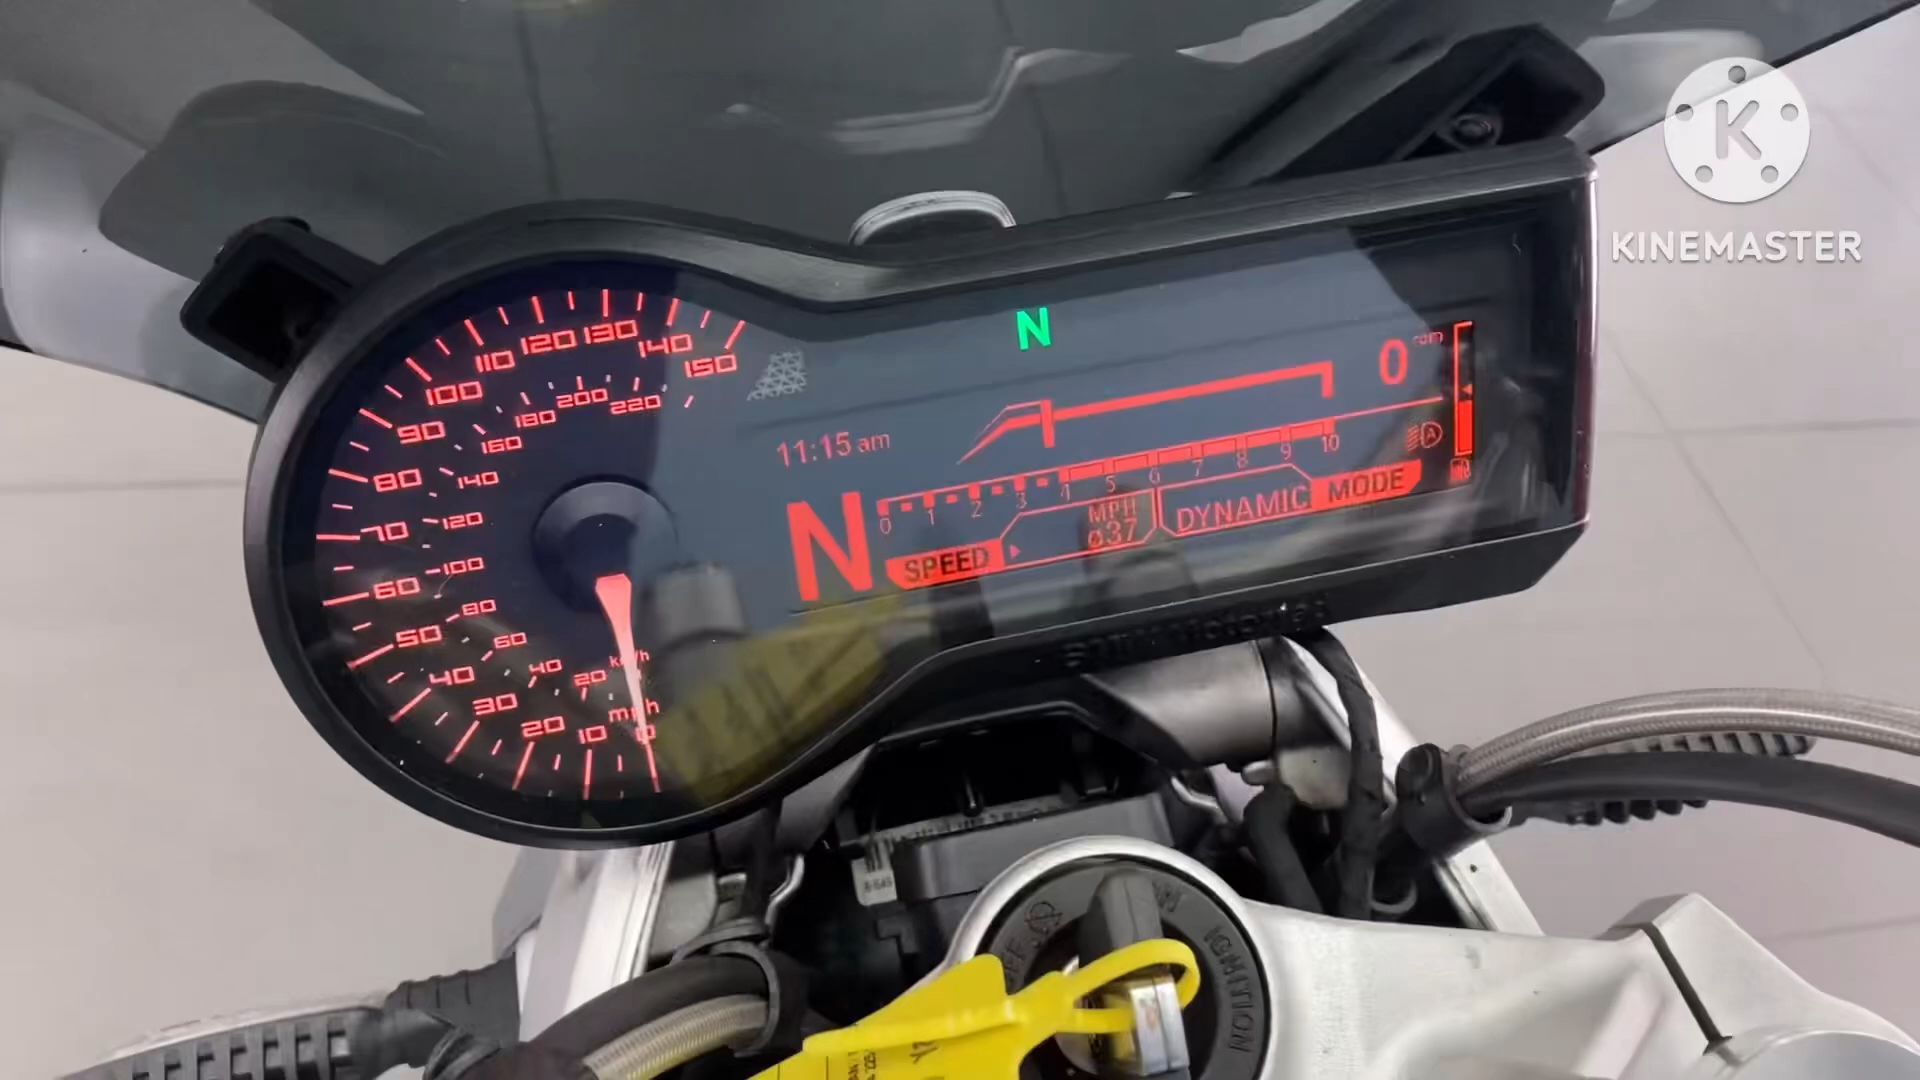 KINEMASTER
N
150
140
130
120
110
100
90
80
70
60
50
40
30
20
10
0
220
200
180
160
140
120
100
80
60
40
20
km/h
mph
11:15 am
0 rpm
N
0 1 2 3 4 5 6 7 8 9 10
SPEED
MPH
ø37
DYNAMIC MODE
IGNITION